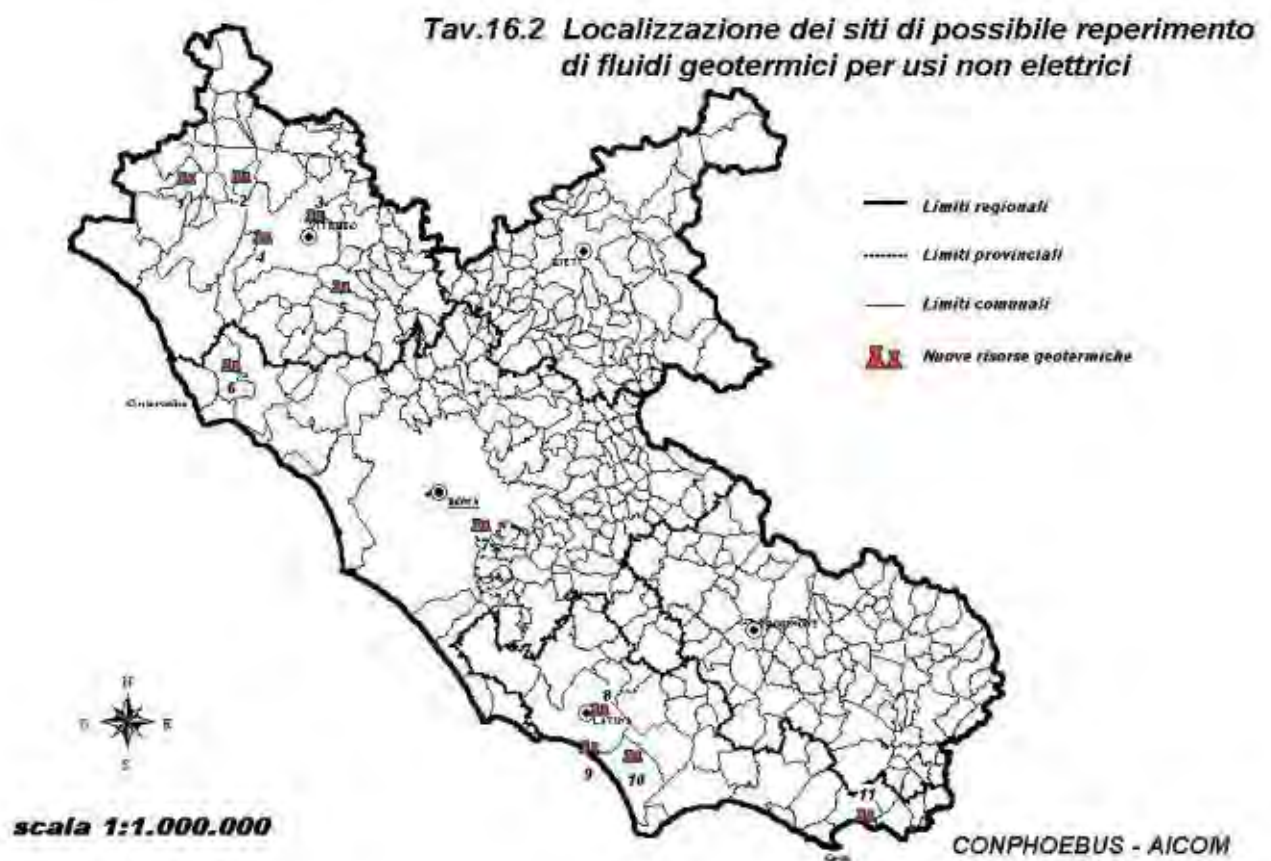 Tav.16.2 Localizzazione dei siti di possibile reperimento
di fluidi geotermici per usi non elettrici
Limiti regionali
Limiti provinciali
Limiti comunali
Nuove risorse geotermiche
1
2
3
VITERBO
4
5
RIETI
6
Civitavecchia
ROMA
7
8
LATINA
9
10
11
N
E
S
scala 1:1.000.000
CONPHOEBUS - AICOM